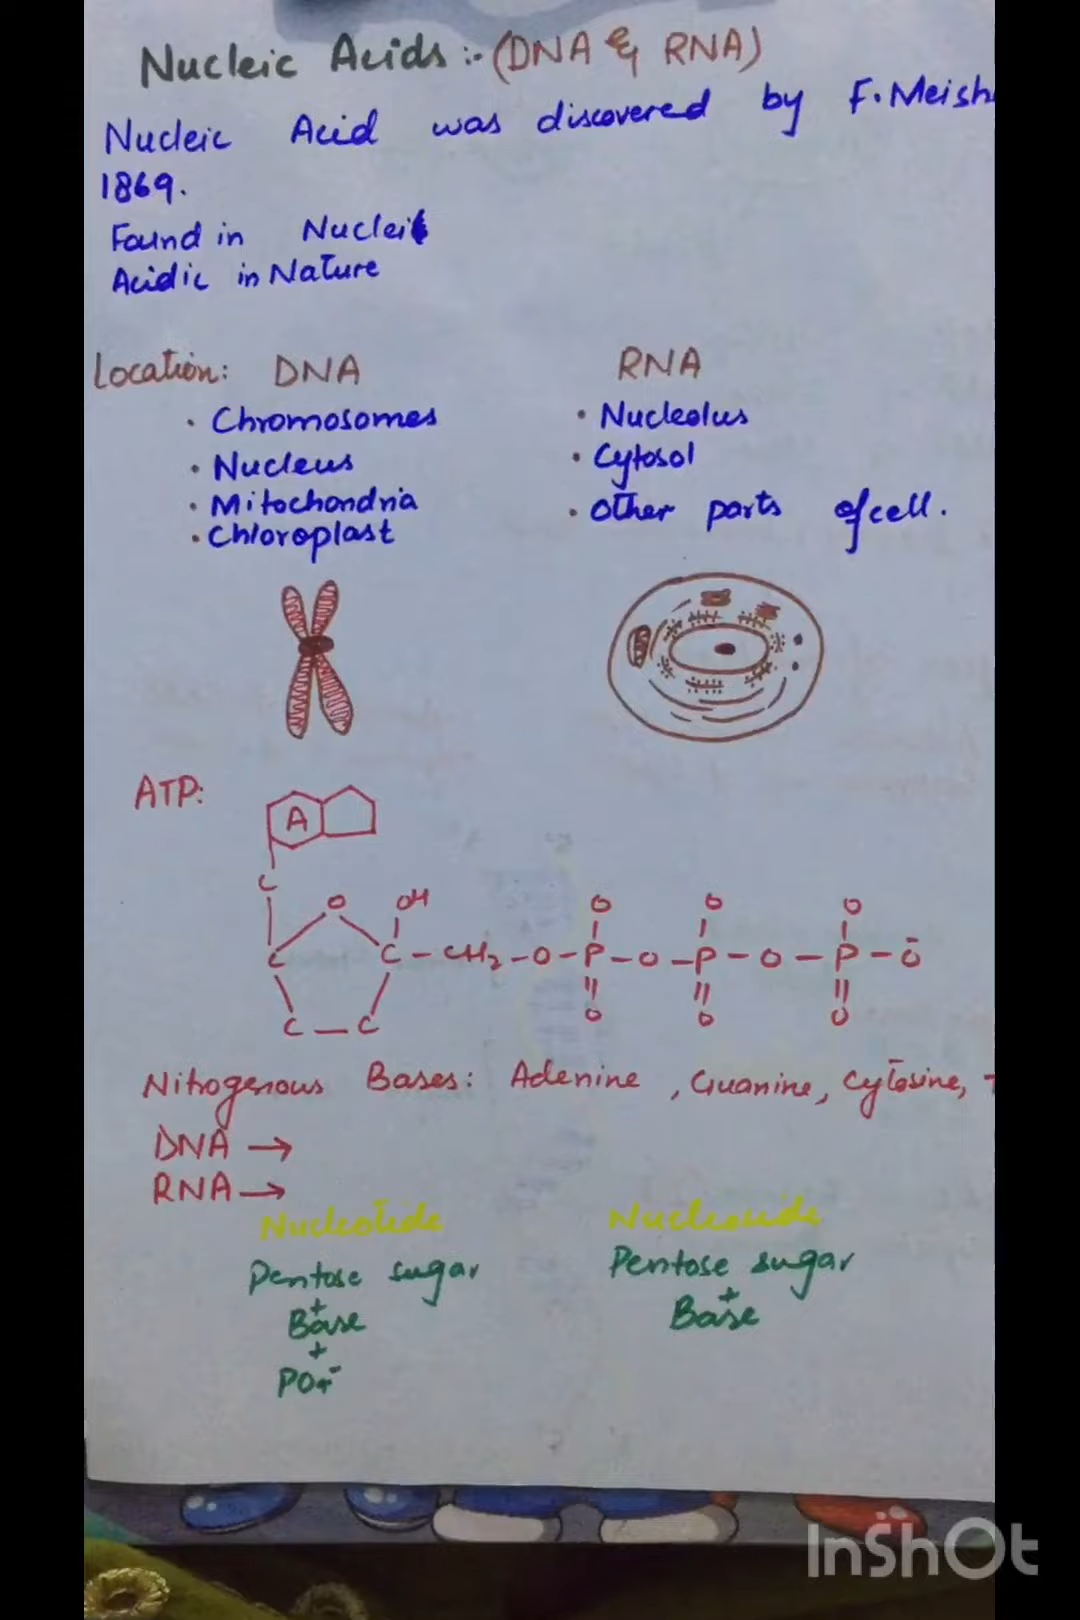 Nucleic Acids:- (DNA & RNA)
Nucleic Acid was discovered by F. Meish
1869.
Found in Nuclei
Acidic in Nature
Location: DNA
• Chromosomes
• Nucleus
• Mitochondria
• Chloroplast
RNA
• Nucleolus
• Cytosol
• Other parts of cell.
ATP:
A
C
O OH
C C - CH2 - O - P - O - P - O - P - O-
O O O
O O O
C - C
Nitrogenous Bases: Adenine, Guanine, Cytosine,
DNA →
RNA →
Nucleotide
Pentose sugar
+
Base
+
PO4-
Nucleoside
Pentose sugar
+
Base
InShOt